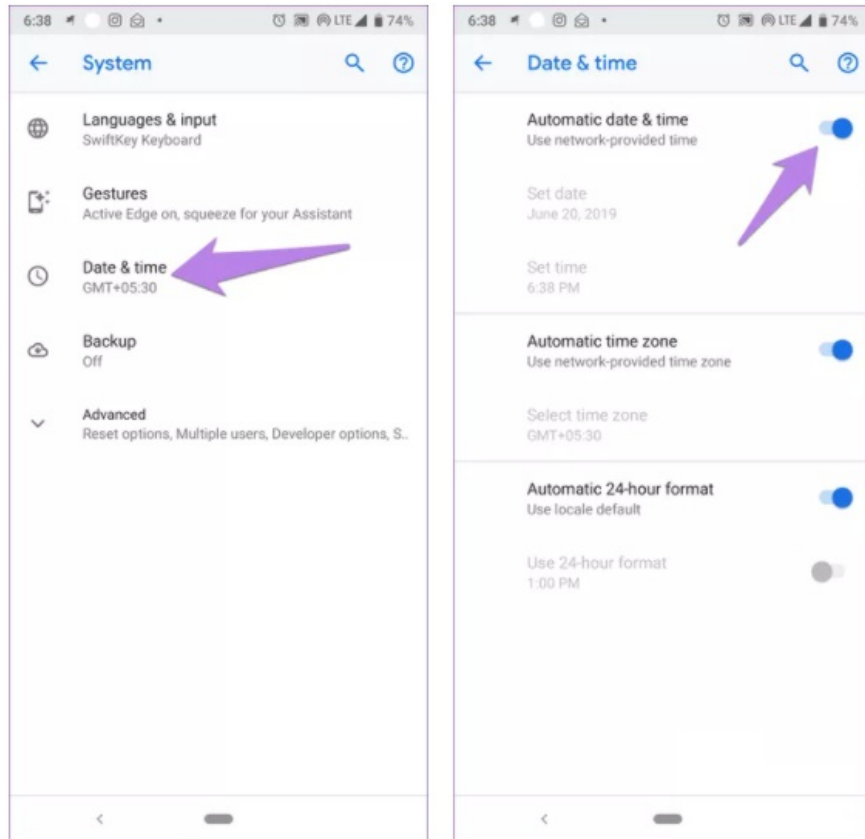 6:38 LTE 74%
System
Languages & input
SwiftKey Keyboard
Gestures
Active Edge on, squeeze for your Assistant
Date & time
GMT+05:30
Backup
Off
Advanced
Reset options, Multiple users, Developer options, S..
6:38 LTE 74%
Date & time
Automatic date & time
Use network-provided time
Set date
June 20, 2019
Set time
6:38 PM
Automatic time zone
Use network-provided time zone
Select time zone
GMT+05:30
Automatic 24-hour format
Use locale default
Use 24-hour format
1:00 PM